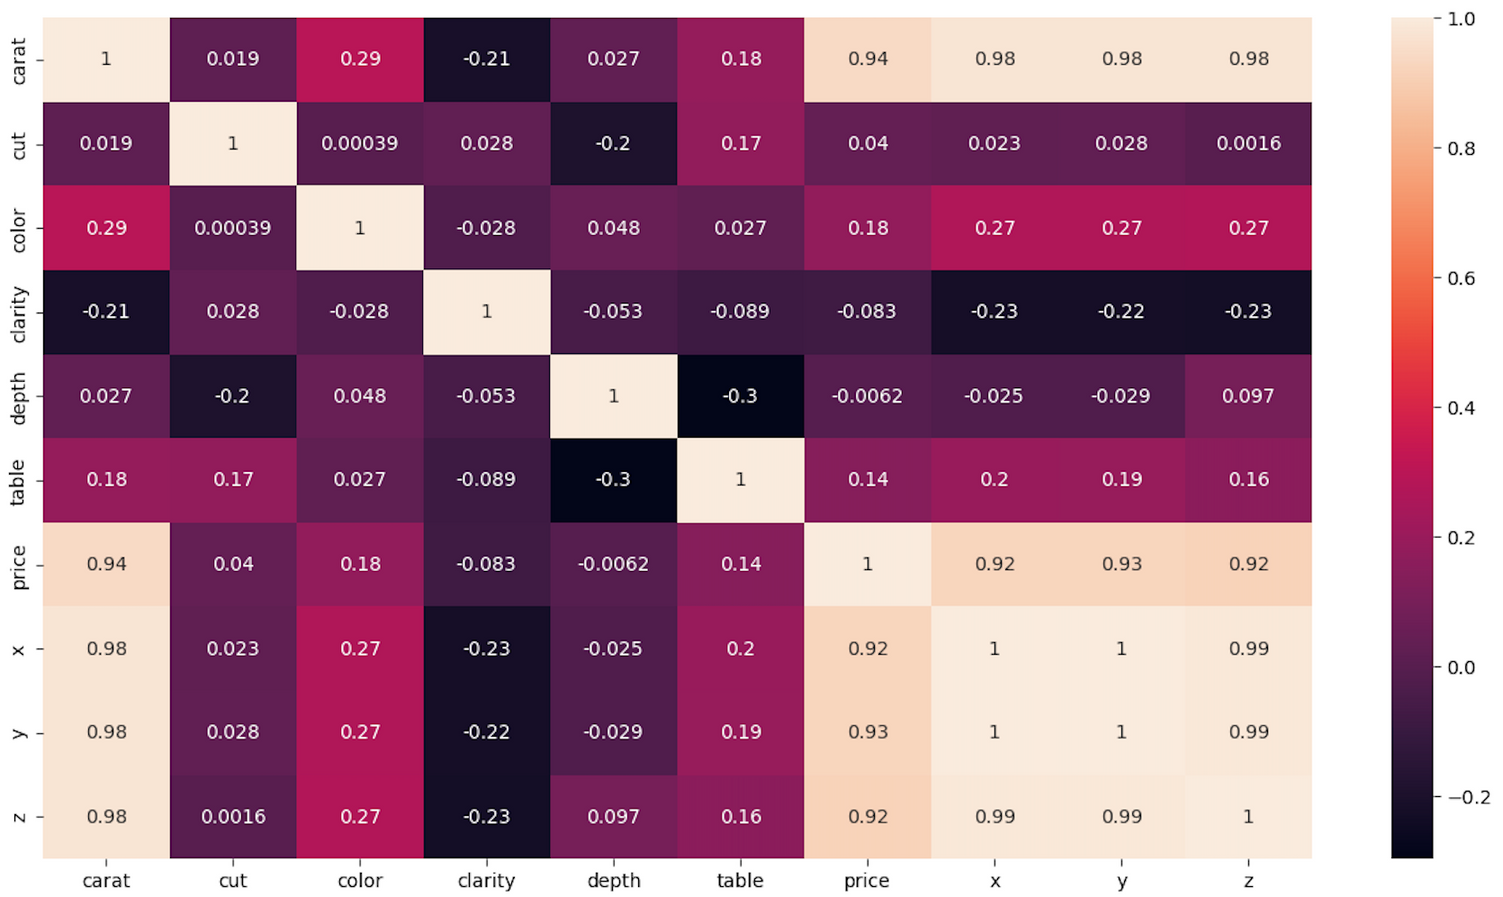 carat 1 0.019 0.29 -0.21 0.027 0.18 0.94 0.98 0.98 0.98
cut 0.019 1 0.00039 0.028 -0.2 0.17 0.04 0.023 0.028 0.0016
color 0.29 0.00039 1 -0.028 0.048 0.027 0.18 0.27 0.27 0.27
clarity -0.21 0.028 -0.028 1 -0.053 -0.089 -0.083 -0.23 -0.22 -0.23
depth 0.027 -0.2 0.048 -0.053 1 -0.3 -0.0062 -0.025 -0.029 0.097
table 0.18 0.17 0.027 -0.089 -0.3 1 0.14 0.2 0.19 0.16
price 0.94 0.04 0.18 -0.083 -0.0062 0.14 1 0.92 0.93 0.92
x 0.98 0.023 0.27 -0.23 -0.025 0.2 0.92 1 1 0.99
y 0.98 0.028 0.27 -0.22 -0.029 0.19 0.93 1 1 0.99
z 0.98 0.0016 0.27 -0.23 0.097 0.16 0.92 0.99 0.99 1
carat cut color clarity depth table price x y z
1.0
0.8
0.6
0.4
0.2
0.0
−0.2